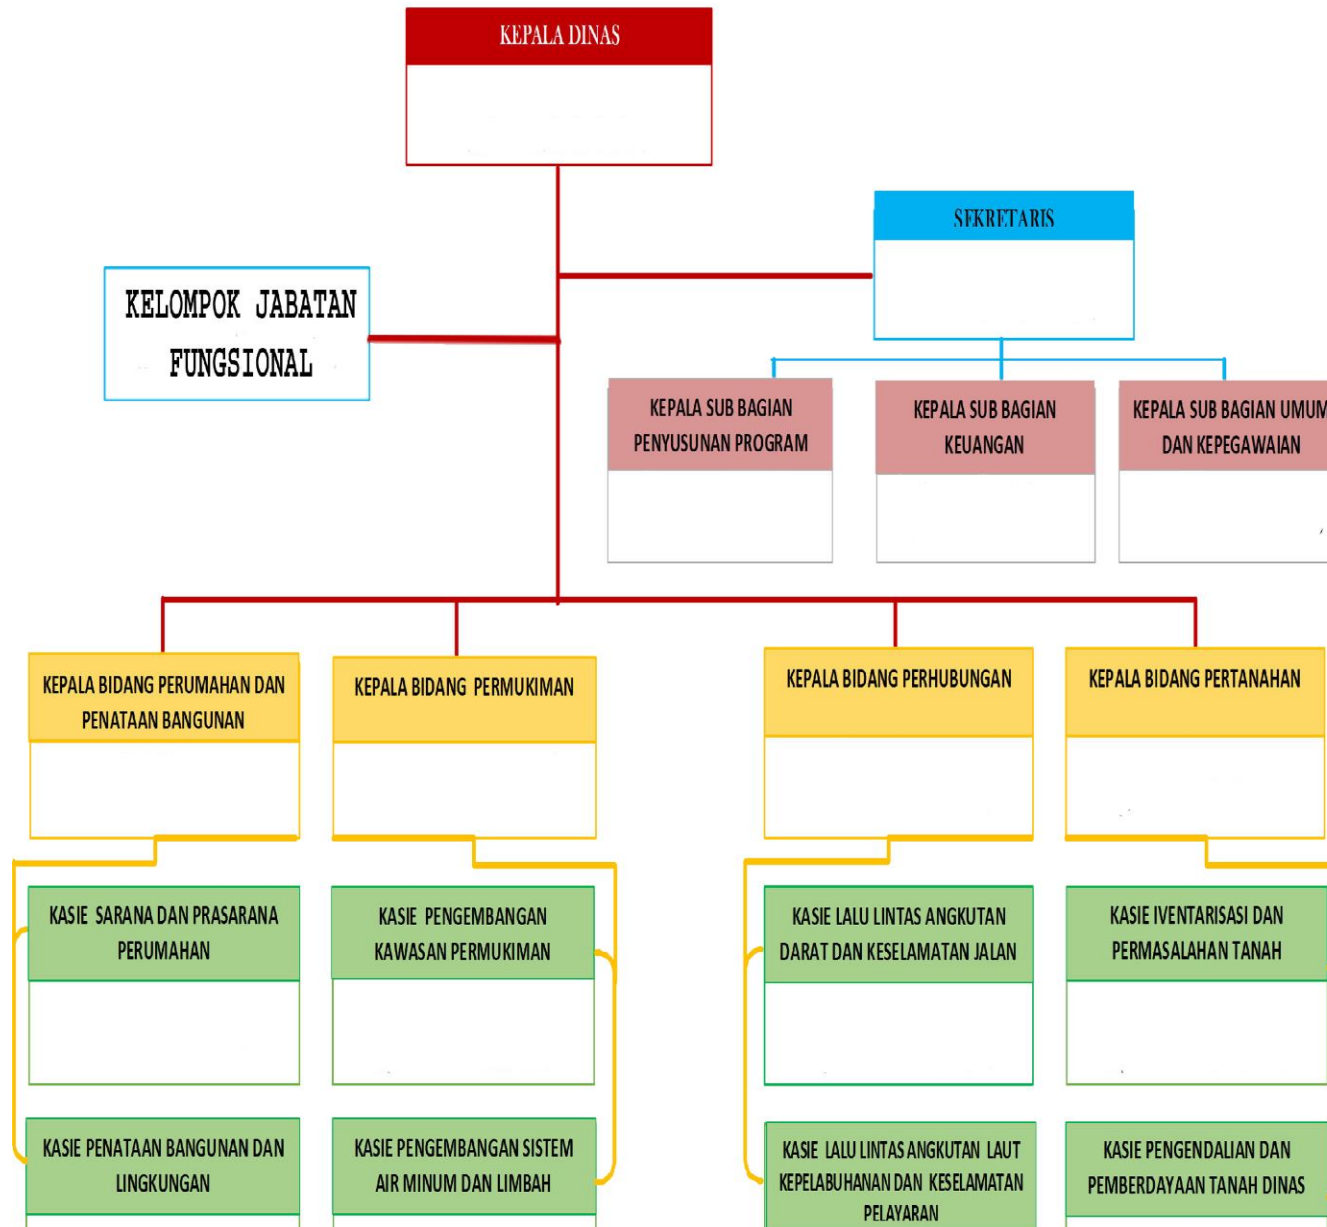 KEPALA DINAS
SEKRETARIS
KELOMPOK JABATAN
FUNGSIONAL
KEPALA SUB BAGIAN
PENYUSUNAN PROGRAM
KEPALA SUB BAGIAN
KEUANGAN
KEPALA SUB BAGIAN UMUM
DAN KEPEGAWAIAN
KEPALA BIDANG PERUMAHAN DAN
PENATAAN BANGUNAN
KEPALA BIDANG PERMUKIMAN
KEPALA BIDANG PERHUBUNGAN
KEPALA BIDANG PERTANAHAN
KASIE SARANA DAN PRASARANA
PERUMAHAN
KASIE PENGEMBANGAN
KAWASAN PERMUKIMAN
KASIE LALU LINTAS ANGKUTAN
DARAT DAN KESELAMATAN JALAN
KASIE IVENTARISASI DAN
PERMASALAHAN TANAH
KASIE PENATAAN BANGUNAN DAN
LINGKUNGAN
KASIE PENGEMBANGAN SISTEM
AIR MINUM DAN LIMBAH
KASIE LALU LINTAS ANGKUTAN LAUT
KEPELABUHANAN DAN KESELAMATAN
PELAYARAN
KASIE PENGENDALIAN DAN
PEMBERDAYAAN TANAH DINAS